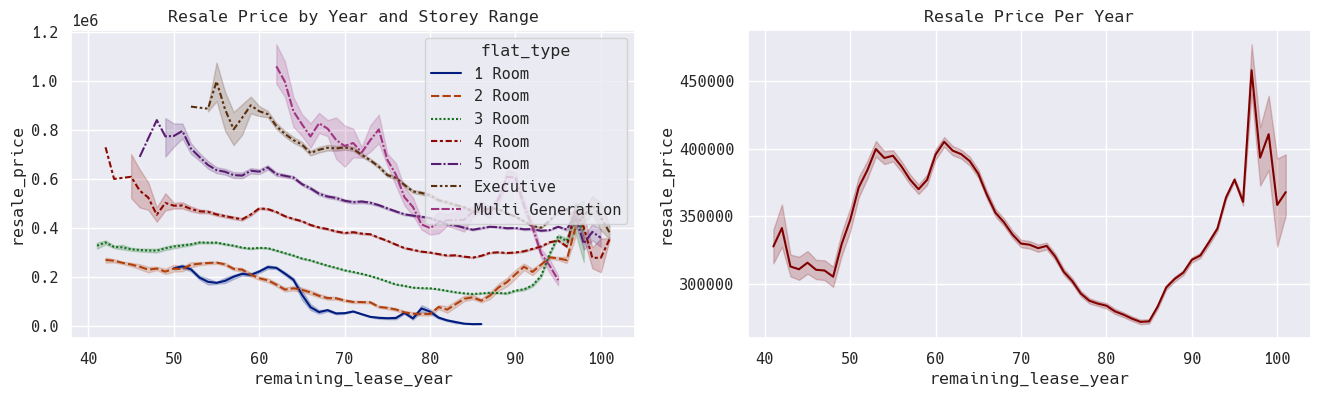 Resale Price by Year and Storey Range
1e6
1.2
1.0
0.8
0.6
0.4
0.2
0.0
resale_price
40 50 60 70 80 90 100
remaining_lease_year
flat_type
1 Room
2 Room
3 Room
4 Room
5 Room
Executive
Multi Generation
Resale Price Per Year
450000
400000
350000
300000
resale_price
40 50 60 70 80 90 100
remaining_lease_year